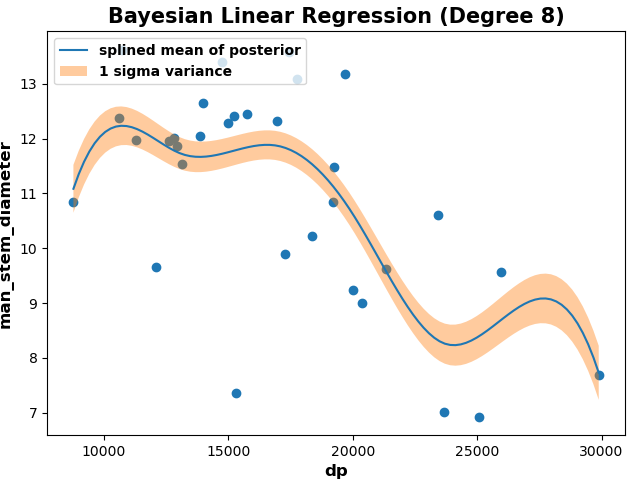 Bayesian Linear Regression (Degree 8)
splined mean of posterior
1 sigma variance
man_stem_diameter
13
12
11
10
9
8
7
10000 15000 20000 25000 30000
dp